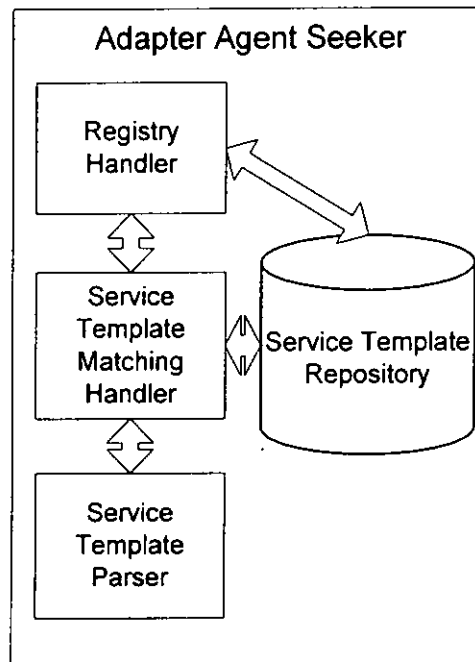 Adapter Agent Seeker
Registry
Handler
Service
Template
Matching
Handler
Service Template
Repository
Service
Template
Parser